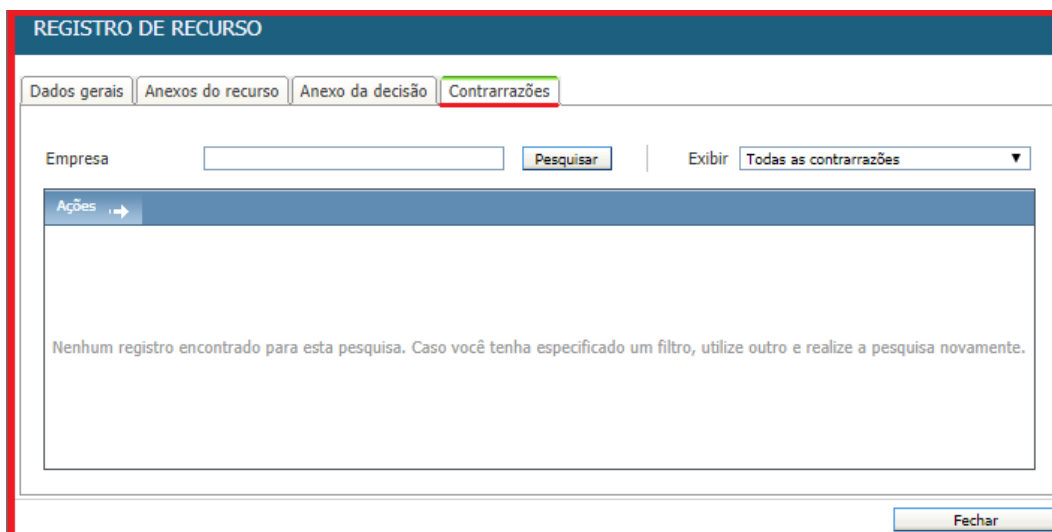 REGISTRO DE RECURSO
Dados gerais Anexos do recurso Anexo da decisão Contrarrazões
Empresa Pesquisar Exibir Todas as contrarrazões
Ações
Nenhum registro encontrado para esta pesquisa. Caso você tenha especificado um filtro, utilize outro e realize a pesquisa novamente.
Fechar